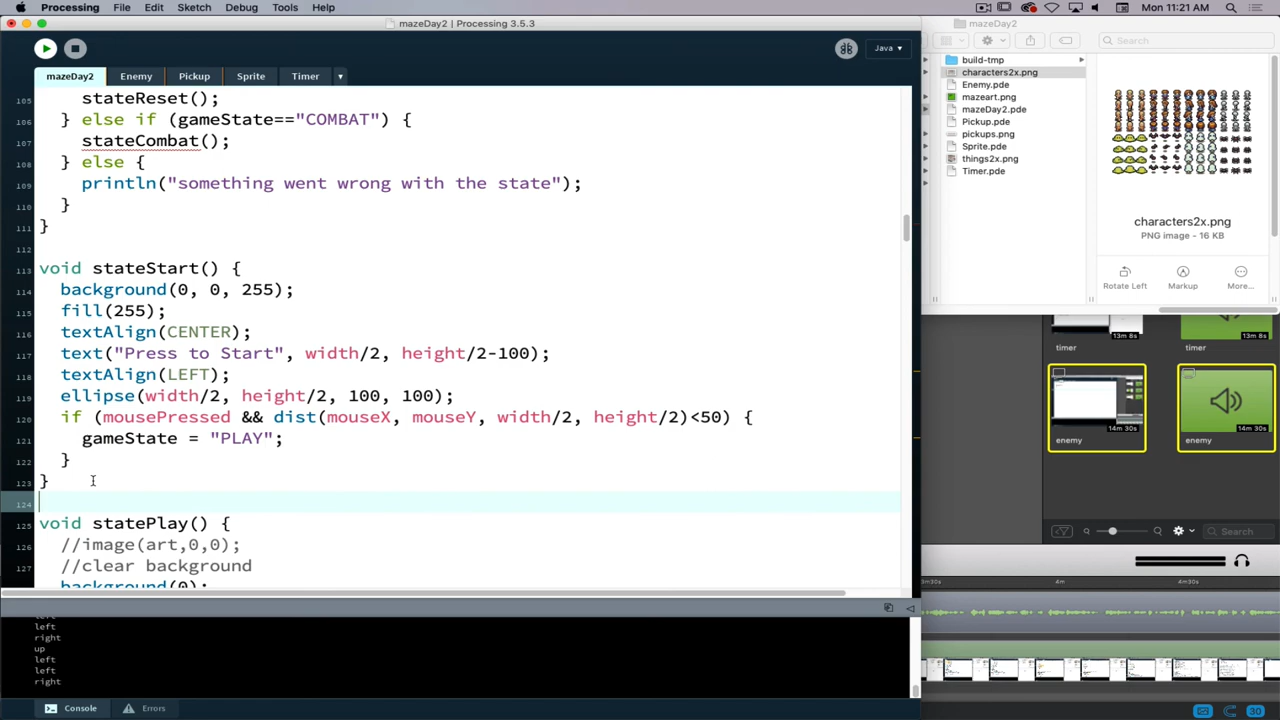 Processing File Edit Sketch Debug Tools Help
11:21 AM
mazeDay2 | Processing 3.5.3
mazeDay2
Java ▾
Search
mazeDay2 Enemy Pickup Sprite Timer ▾
build-tmp
characters2x.png
Enemy.pde
mazeart.png
mazeDay2.pde
Pickup.pde
pickups.png
Sprite.pde
things2x.png
Timer.pde
characters2x.png
PNG image - 16 KB
Rotate Left Markup More...
105 stateReset();
106 } else if (gameState=="COMBAT") {
107 stateCombat();
108 } else {
109 println("something went wrong with the state");
110 }
111 }
112
113 void stateStart() {
114 background(0, 0, 255);
115 fill(255);
116 textAlign(CENTER);
117 text("Press to Start", width/2, height/2-100);
118 textAlign(LEFT);
119 ellipse(width/2, height/2, 100, 100);
120 if (mousePressed && dist(mouseX, mouseY, width/2, height/2)<50) {
121 gameState = "PLAY";
122 }
123 }
124
125 void statePlay() {
126 //image(art,0,0);
127 //clear background
background(0);
13m 8s 13m 8s
timer timer
14m 30s 14m 30s
enemy enemy
Search
3m30s 4m 4m30s
left
left
right
up
left
left
right
Console Errors
30